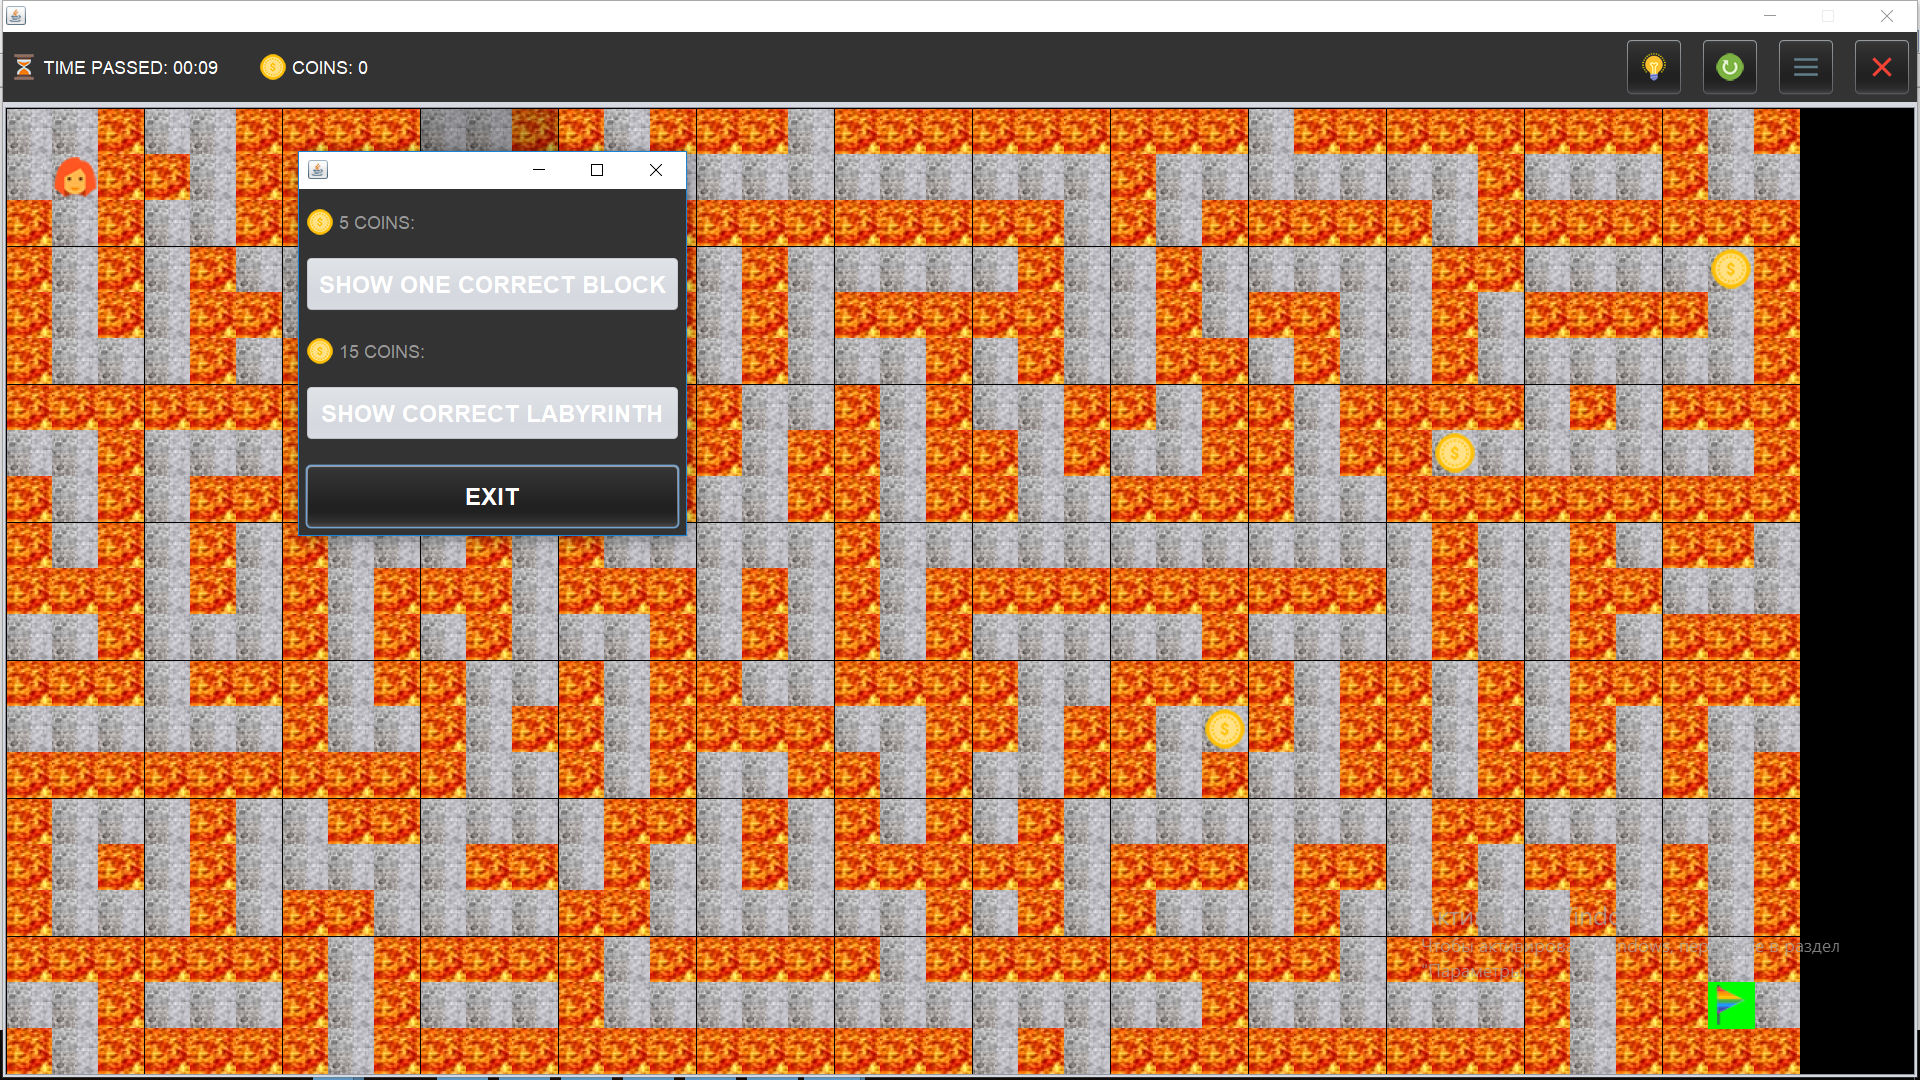 TIME PASSED: 00:09
COINS: 0
5 COINS:
SHOW ONE CORRECT BLOCK
15 COINS:
SHOW CORRECT LABYRINTH
EXIT
раздел
"Параметры"